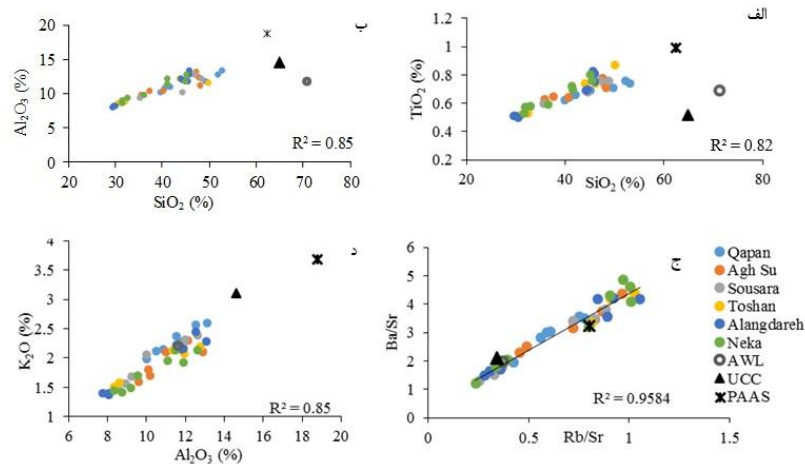 ب
Al₂O₃ (%)
20
15
10
5
0
R² = 0.85
20 30 40 50 60 70 80
SiO₂ (%)
الف
TiO₂ (%)
1.2
1
0.8
0.6
0.4
0.2
R² = 0.82
20 40 60 80
SiO₂ (%)
د
K₂O (%)
4
3.5
3
2.5
2
1.5
1
R² = 0.85
6 8 10 12 14 16 18 20
Al₂O₃ (%)
ج
Ba/Sr
6
5
4
3
2
1
0
R² = 0.9584
0 0.5 1 1.5
Rb/Sr
Qapan
Agh Su
Sousara
Toshan
Alangdareh
Neka
AWL
UCC
PAAS